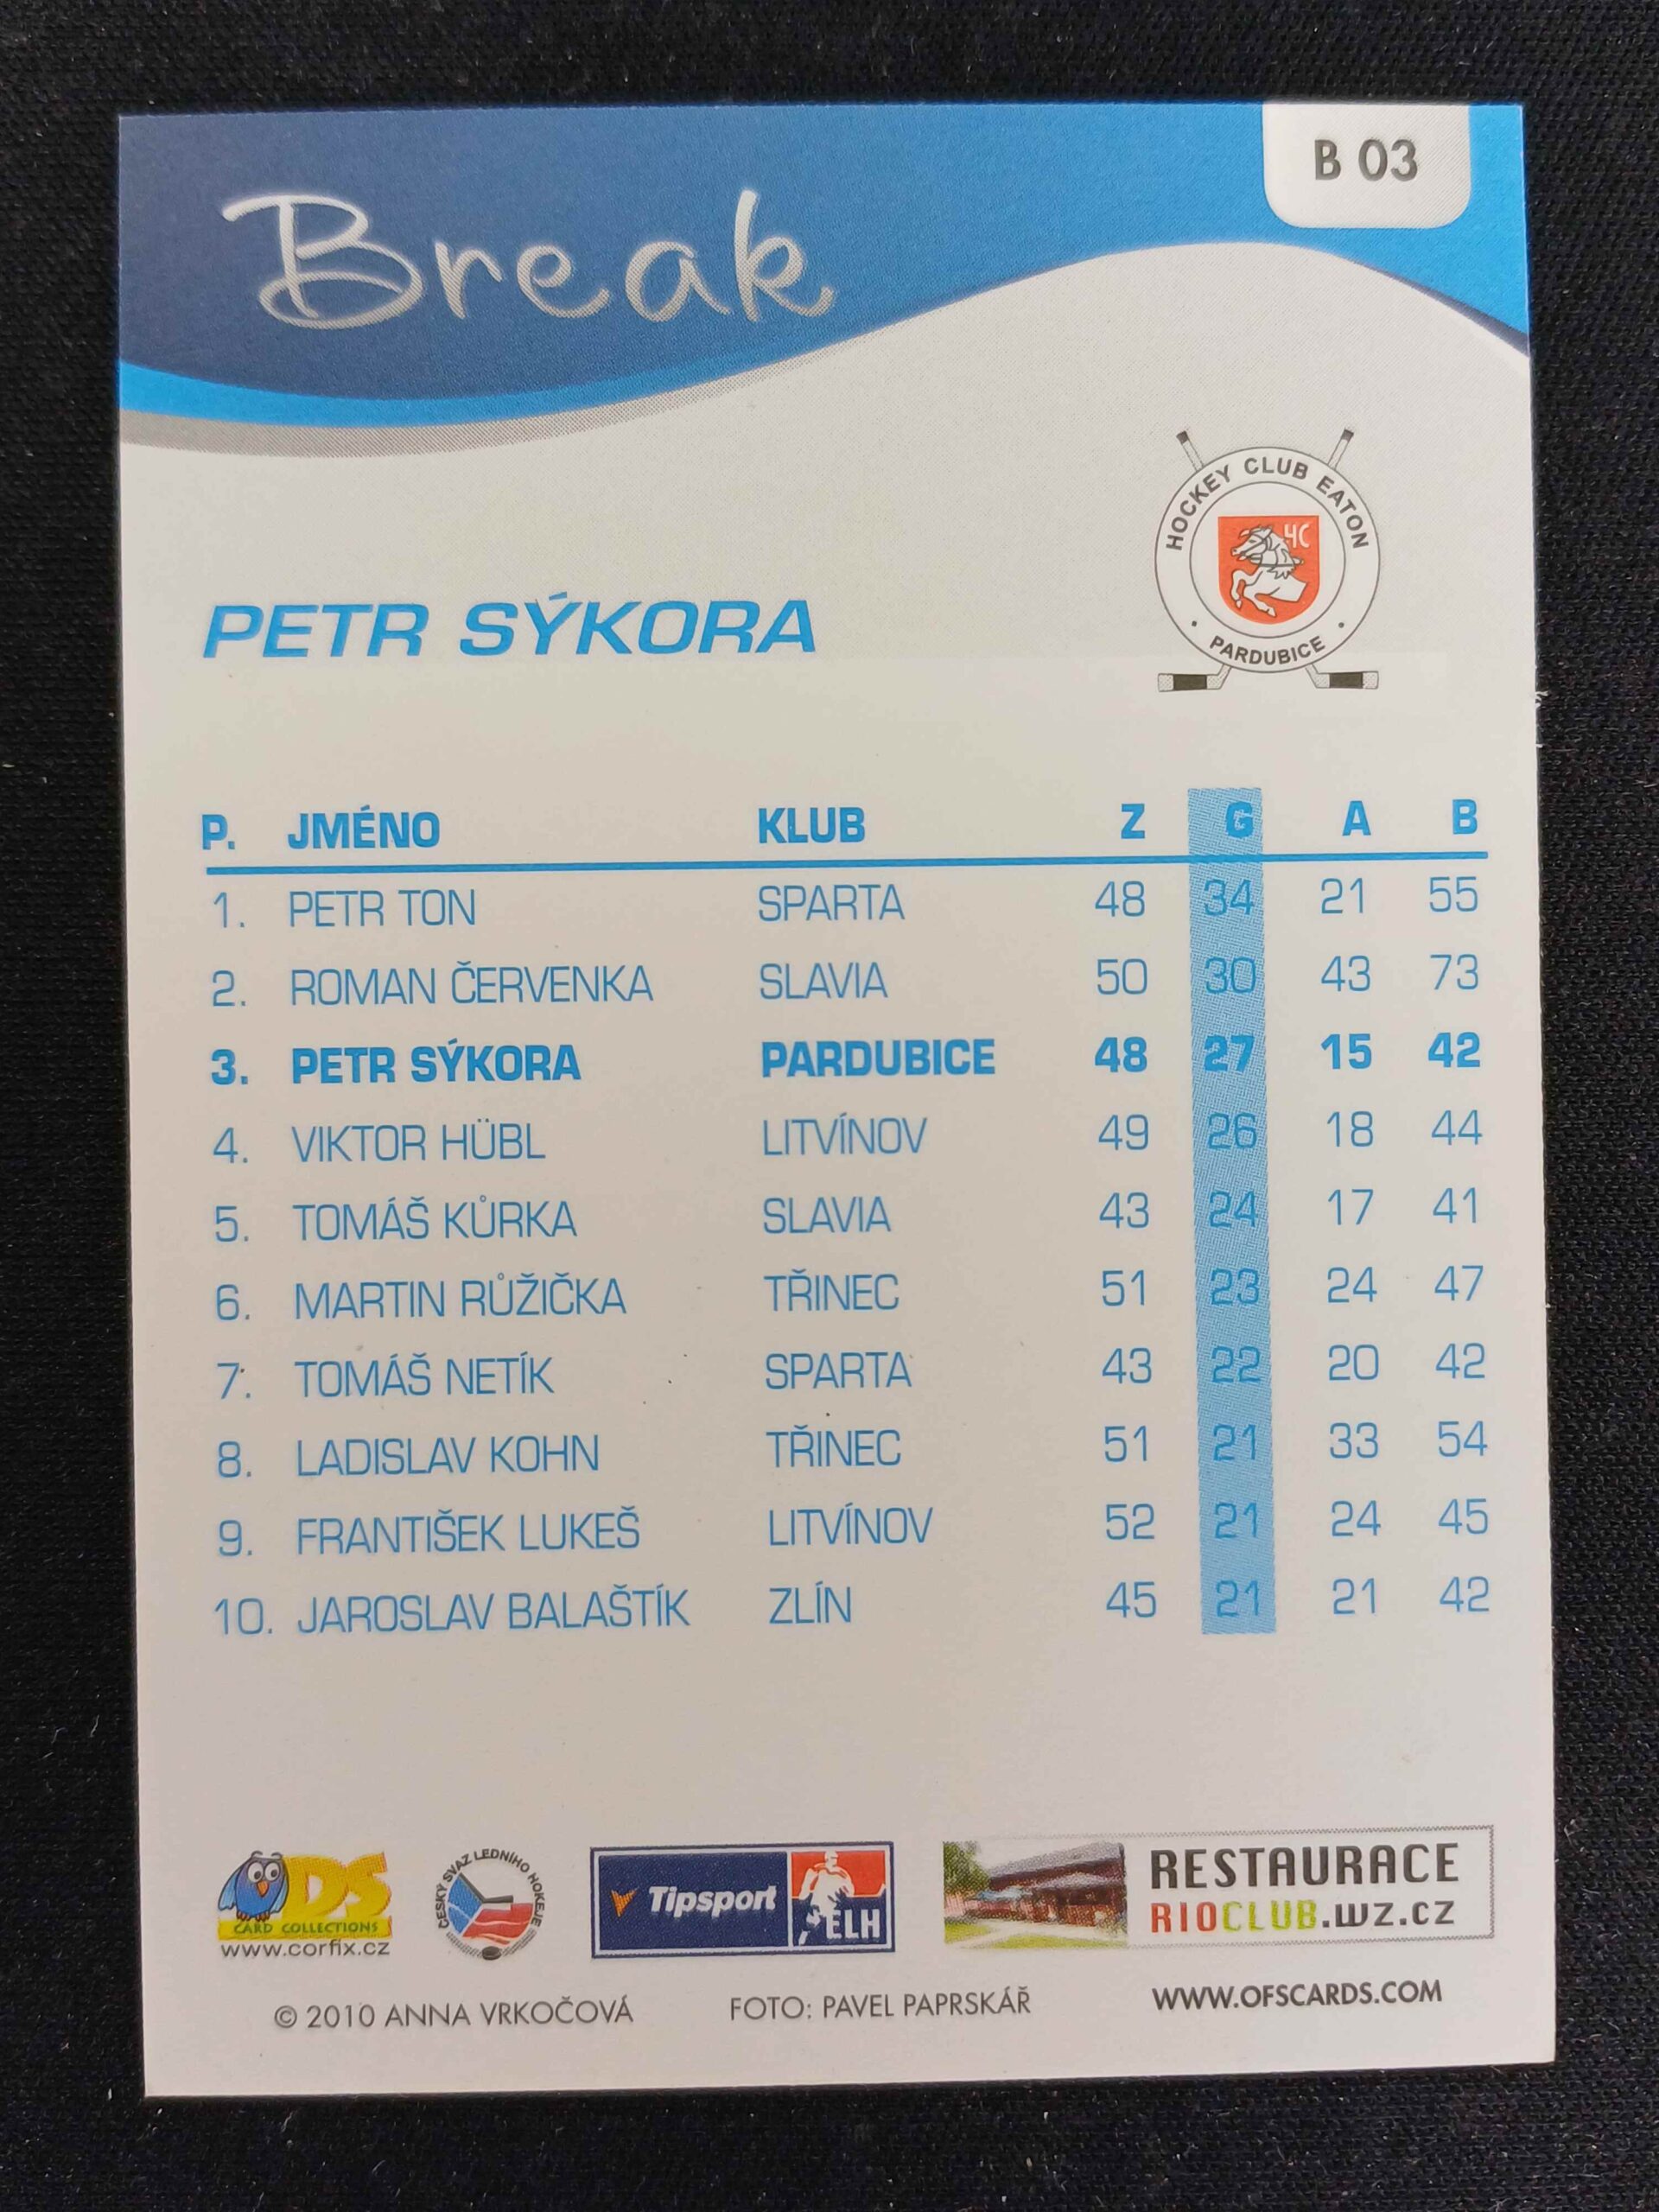 B 03
Break
HOCKEY CLUB EATON
HC
PARDUBICE
PETR SÝKORA
P. JMÉNO KLUB Z G A B
1. PETR TON SPARTA 48 34 21 55
2. ROMAN ČERVENKA SLAVIA 50 30 43 73
3. PETR SÝKORA PARDUBICE 48 27 15 42
4. VIKTOR HÜBL LITVÍNOV 49 26 18 44
5. TOMÁŠ KŮRKA SLAVIA 43 24 17 41
6. MARTIN RŮŽIČKA TŘINEC 51 23 24 47
7. TOMÁŠ NETÍK SPARTA 43 22 20 42
8. LADISLAV KOHN TŘINEC 51 21 33 54
9. FRANTIŠEK LUKEŠ LITVÍNOV 52 21 24 45
10. JAROSLAV BALAŠTÍK ZLÍN 45 21 21 42
DS
CARD COLLECTIONS
www.corfix.cz
ČESKÝ SVAZ LEDNÍHO HOKEJE
Tipsport
ELH
RESTAURACE
RIOCLUB.WZ.CZ
© 2010 ANNA VRKOČOVÁ FOTO: PAVEL PAPRSKÁŘ WWW.OFSCARDS.COM